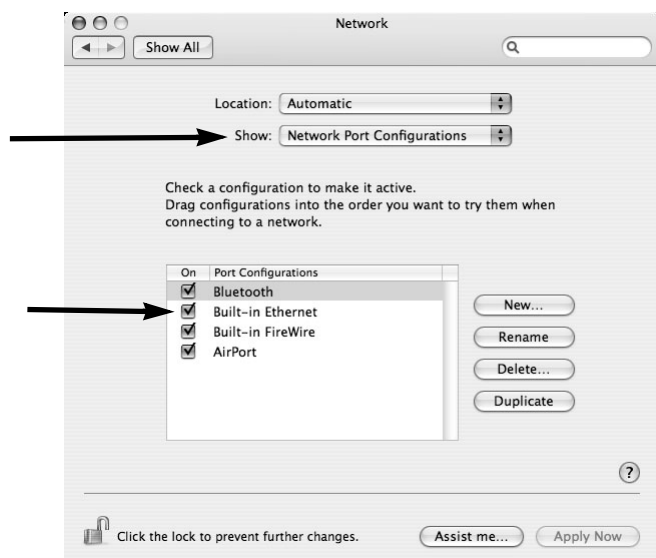 Network
Show All
Location: Automatic
Show: Network Port Configurations
Check a configuration to make it active.
Drag configurations into the order you want to try them when
connecting to a network.
On Port Configurations
Bluetooth
Built-in Ethernet
Built-in FireWire
AirPort
New...
Rename
Delete...
Duplicate
?
Click the lock to prevent further changes.
Assist me...
Apply Now